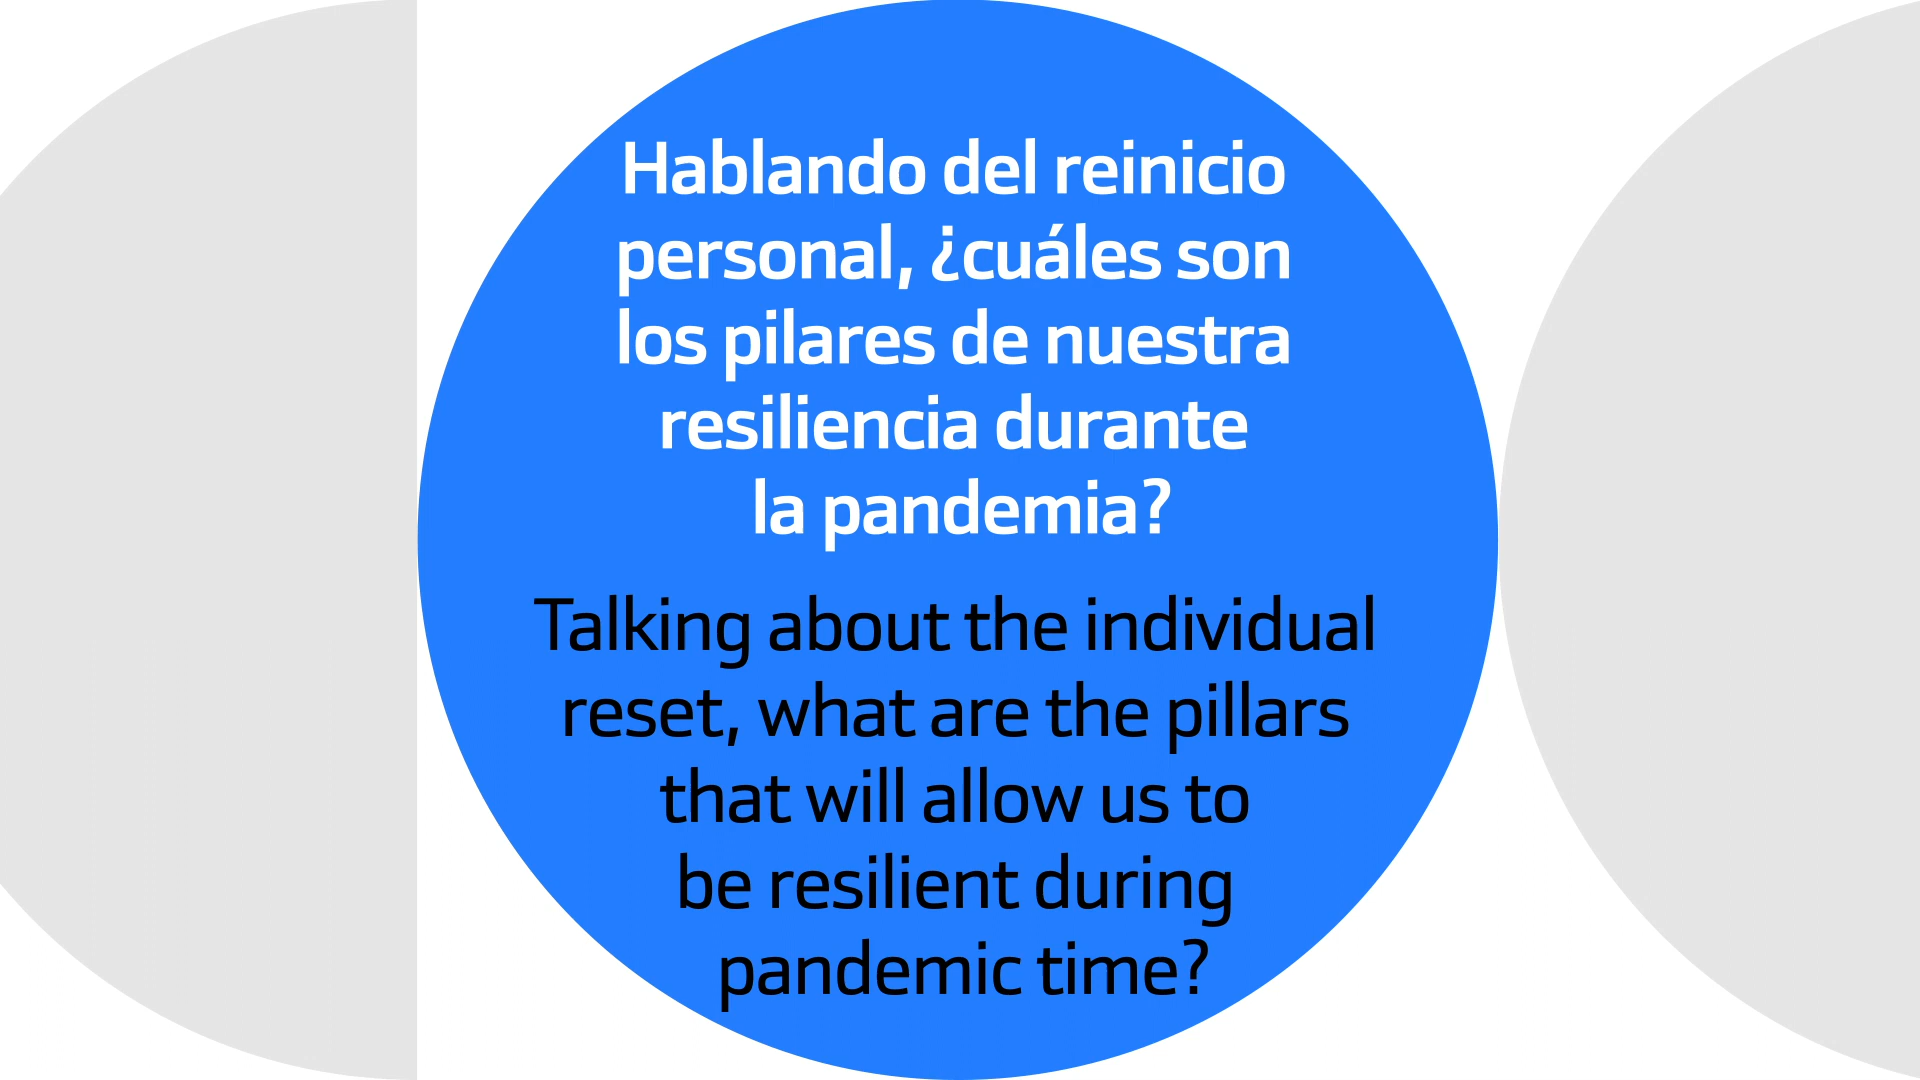 Hablando del reinicio
personal, ¿cuáles son
los pilares de nuestra
resiliencia durante
la pandemia?
Talking about the individual
reset, what are the pillars
that will allow us to
be resilient during
pandemic time?